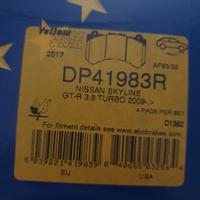 Yellow
2017
AF95/55
DP41983R
NISSAN SKYLINE
GT-R 3.8 TURBO 2009->
4 PADS PER SET
D1382
For fitment details see www.ebcbrakes.com
EU
USA